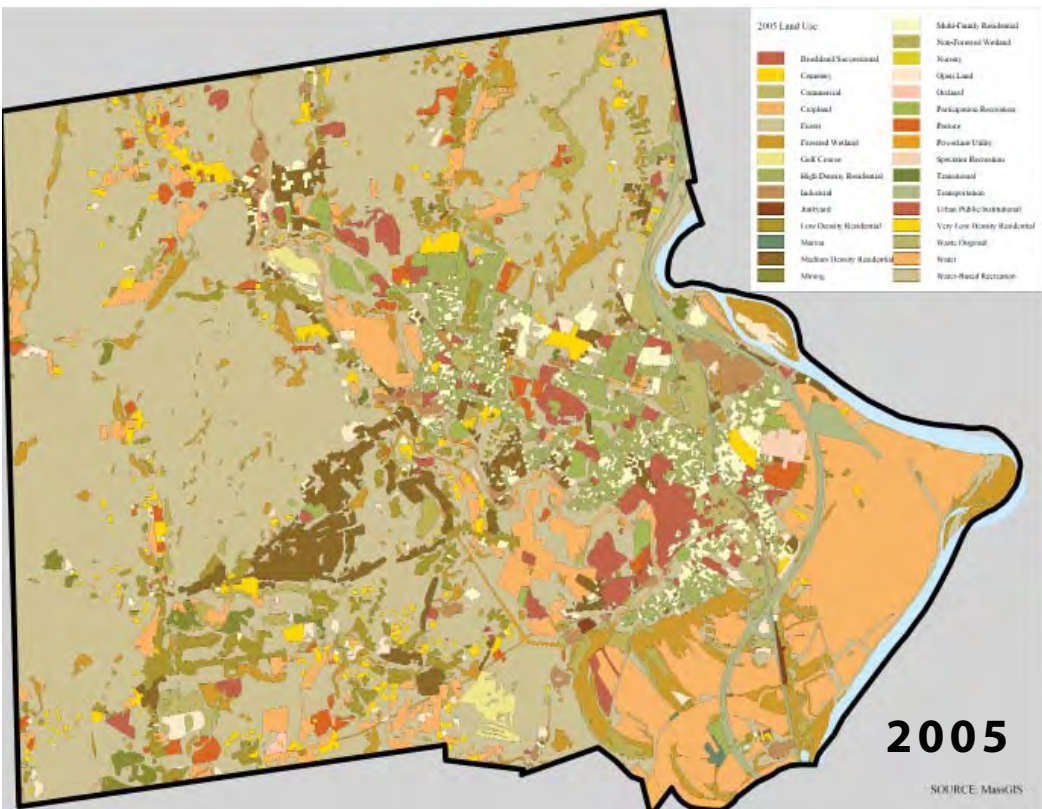 2005 Land Use
Brushland Successional
Cemetery
Commercial
Cropland
Forest
Forested Wetland
Golf Course
High Density Residential
Industrial
Junkyard
Low Density Residential
Marina
Medium Density Residential
Mining
Multi-Family Residential
Non-Forested Wetland
Nursery
Open Land
Orchard
Participation Recreation
Pasture
Powerline/Utility
Spectator Recreation
Transitional
Transportation
Urban Public/Institutional
Very Low Density Residential
Waste Disposal
Water
Water-Based Recreation
2005
SOURCE: MassGIS